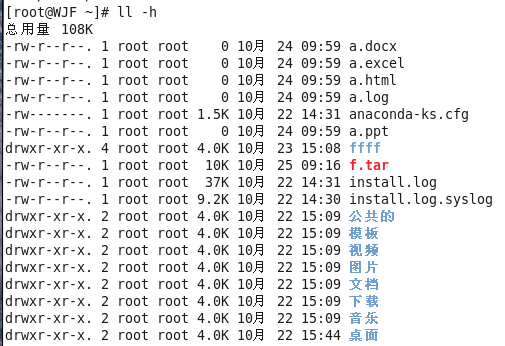 [root@WJF ~]# ll -h
总用量 108K
-rw-r--r--. 1 root root    0 10月  24 09:59 a.docx
-rw-r--r--. 1 root root    0 10月  24 09:59 a.excel
-rw-r--r--. 1 root root    0 10月  24 09:59 a.html
-rw-r--r--. 1 root root    0 10月  24 09:59 a.log
-rw-------. 1 root root 1.5K 10月  22 14:31 anaconda-ks.cfg
-rw-r--r--. 1 root root    0 10月  24 09:59 a.ppt
drwxr-xr-x. 4 root root 4.0K 10月  23 15:08 ffff
-rw-r--r--. 1 root root  10K 10月  25 09:16 f.tar
-rw-r--r--. 1 root root  37K 10月  22 14:31 install.log
-rw-r--r--. 1 root root 9.2K 10月  22 14:30 install.log.syslog
drwxr-xr-x. 2 root root 4.0K 10月  22 15:09 公共的
drwxr-xr-x. 2 root root 4.0K 10月  22 15:09 模板
drwxr-xr-x. 2 root root 4.0K 10月  22 15:09 视频
drwxr-xr-x. 2 root root 4.0K 10月  22 15:09 图片
drwxr-xr-x. 2 root root 4.0K 10月  22 15:09 文档
drwxr-xr-x. 2 root root 4.0K 10月  22 15:09 下载
drwxr-xr-x. 2 root root 4.0K 10月  22 15:09 音乐
drwxr-xr-x. 2 root root 4.0K 10月  22 15:44 桌面